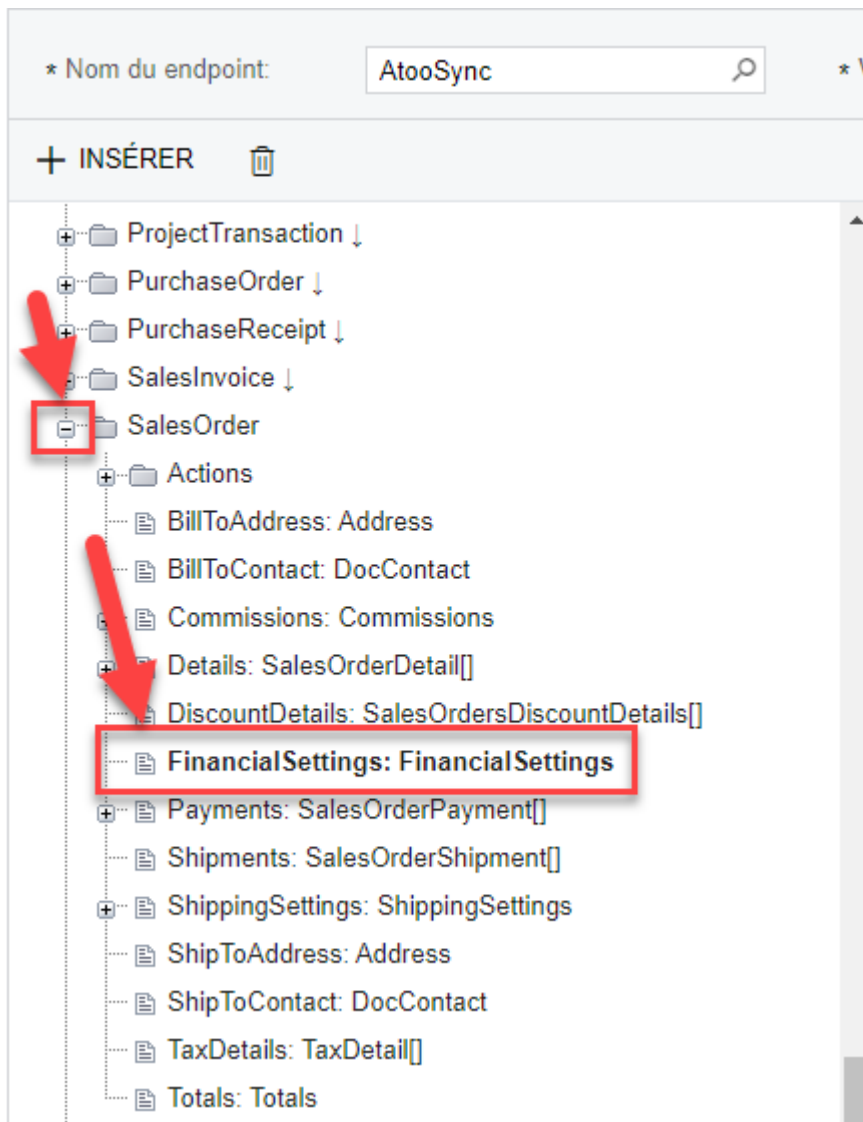 * Nom du endpoint: AtooSync *
+ INSÉRER
ProjectTransaction ↓
PurchaseOrder ↓
PurchaseReceipt ↓
SalesInvoice ↓
SalesOrder
Actions
BillToAddress: Address
BillToContact: DocContact
Commissions: Commissions
Details: SalesOrderDetail[]
DiscountDetails: SalesOrdersDiscountDetails[]
FinancialSettings: FinancialSettings
Payments: SalesOrderPayment[]
Shipments: SalesOrderShipment[]
ShippingSettings: ShippingSettings
ShipToAddress: Address
ShipToContact: DocContact
TaxDetails: TaxDetail[]
Totals: Totals